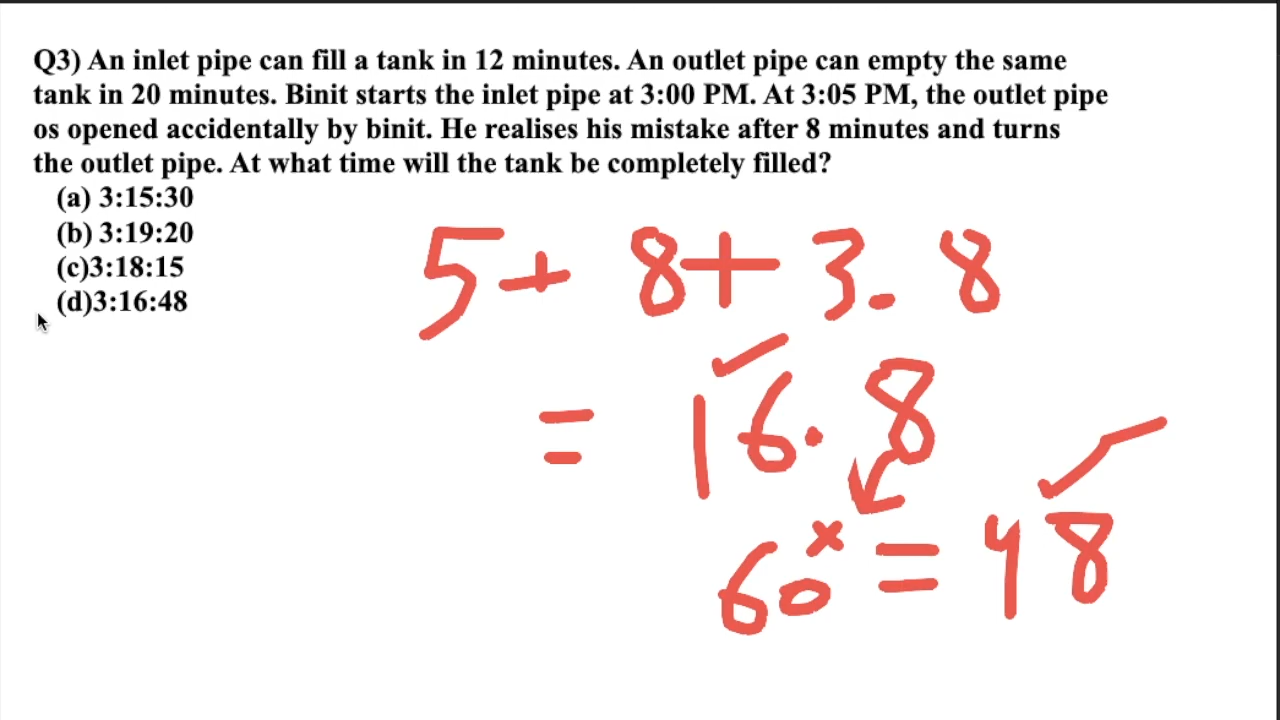 Q3) An inlet pipe can fill a tank in 12 minutes. An outlet pipe can empty the same
tank in 20 minutes. Binit starts the inlet pipe at 3:00 PM. At 3:05 PM, the outlet pipe
os opened accidentally by binit. He realises his mistake after 8 minutes and turns
the outlet pipe. At what time will the tank be completely filled?
(a) 3:15:30
(b) 3:19:20
(c)3:18:15
(d)3:16:48
5 + 8 + 3.8
= 16.8
60 x = 48